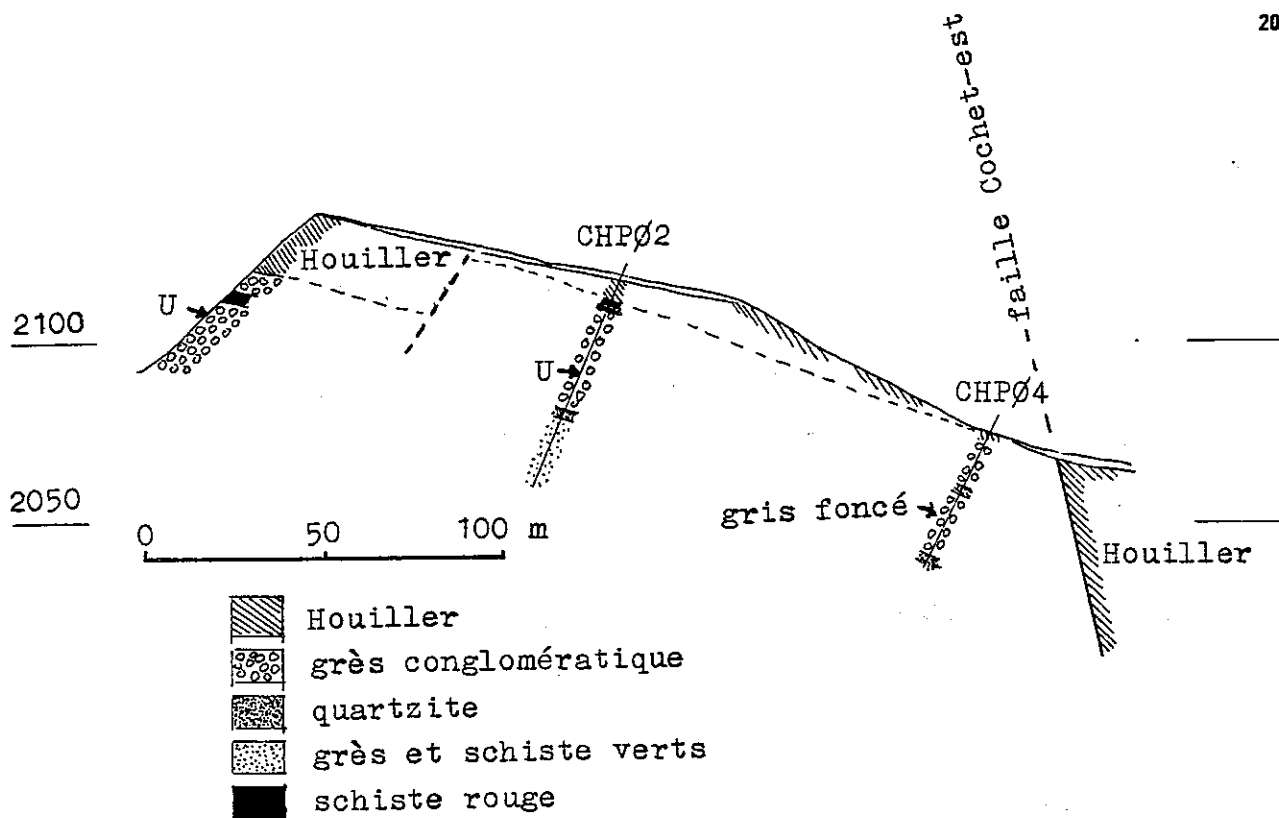 20
faille Cochet-est
CHPØ2
Houiller
U
2100
U
CHPØ4
2050
gris foncé
0 50 100 m
Houiller
Houiller
grès conglomératique
quartzite
grès et schiste verts
schiste rouge